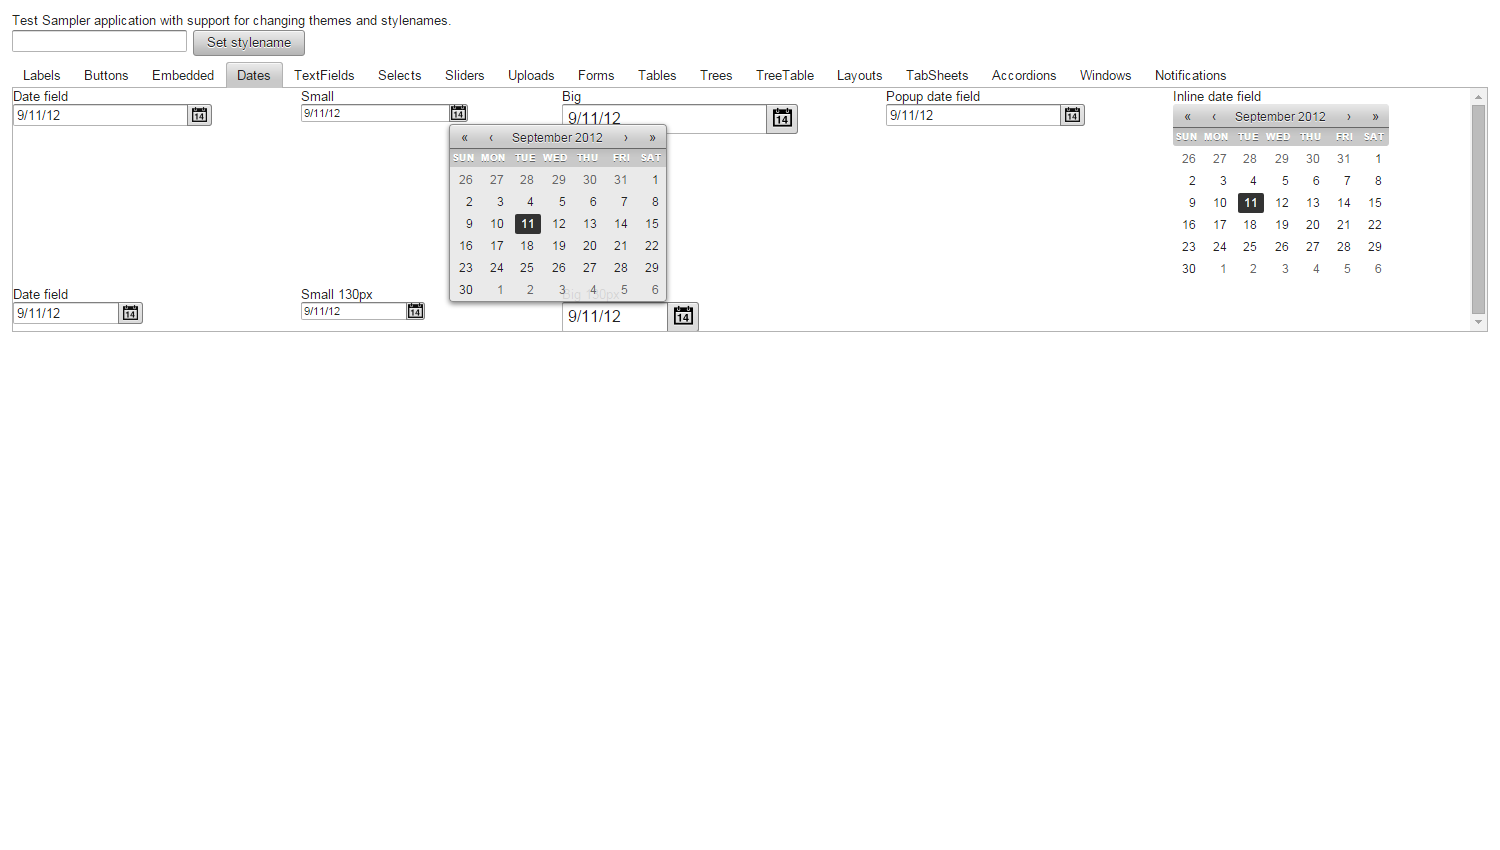 Test Sampler application with support for changing themes and stylenames.
Set stylename
Labels Buttons Embedded Dates TextFields Selects Sliders Uploads Forms Tables Trees TreeTable Layouts TabSheets Accordions Windows Notifications
Date field Small Big Popup date field Inline date field
9/11/12 14 9/11/12 14 9/11/12 14 9/11/12 14
« ‹ September 2012 › »
SUN MON TUE WED THU FRI SAT
26 27 28 29 30 31 1
2 3 4 5 6 7 8
9 10 11 12 13 14 15
16 17 18 19 20 21 22
23 24 25 26 27 28 29
30 1 2 3 4 5 6
« ‹ September 2012 › »
SUN MON TUE WED THU FRI SAT
26 27 28 29 30 31 1
2 3 4 5 6 7 8
9 10 11 12 13 14 15
16 17 18 19 20 21 22
23 24 25 26 27 28 29
30 1 2 3 4 5 6
Date field Small 130px Big 130px
9/11/12 14 9/11/12 14 9/11/12 14